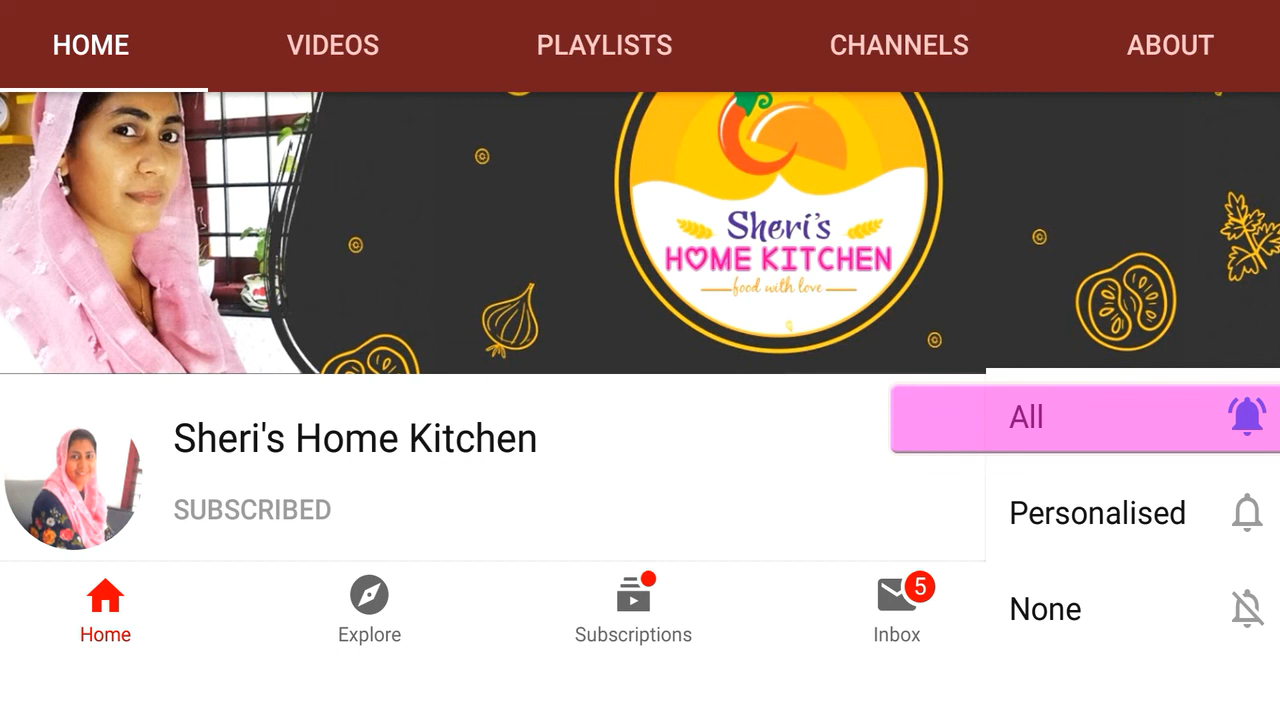 HOME VIDEOS PLAYLISTS CHANNELS ABOUT
Sheri's
HOME KITCHEN
food with love
Sheri's Home Kitchen
SUBSCRIBED
All
Personalised
None
Home Explore Subscriptions Inbox
5